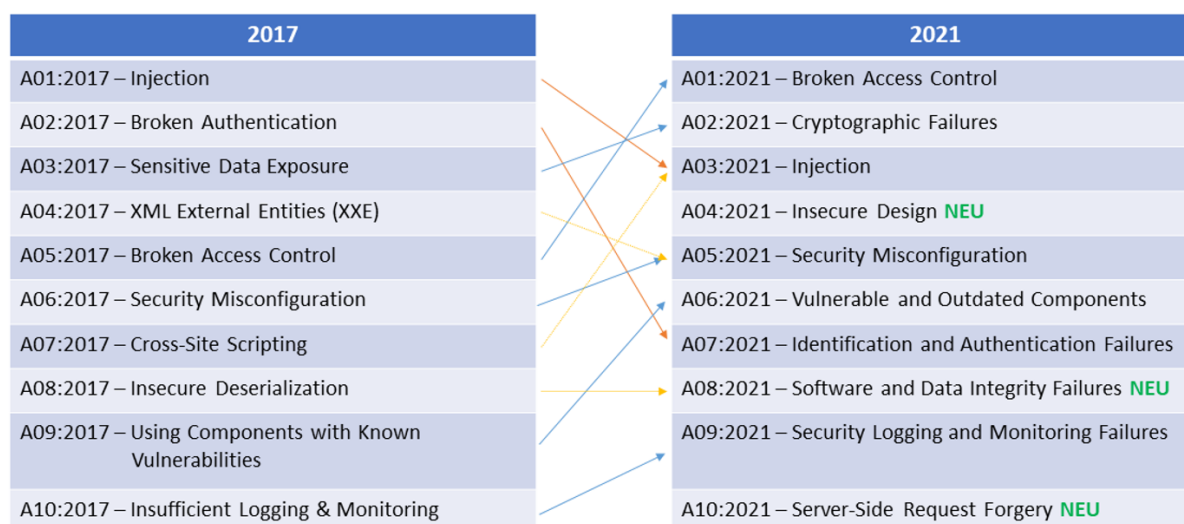 2017
A01:2017 – Injection
A02:2017 – Broken Authentication
A03:2017 – Sensitive Data Exposure
A04:2017 – XML External Entities (XXE)
A05:2017 – Broken Access Control
A06:2017 – Security Misconfiguration
A07:2017 – Cross-Site Scripting
A08:2017 – Insecure Deserialization
A09:2017 – Using Components with Known
Vulnerabilities
A10:2017 – Insufficient Logging & Monitoring
2021
A01:2021 – Broken Access Control
A02:2021 – Cryptographic Failures
A03:2021 – Injection
A04:2021 – Insecure Design NEU
A05:2021 – Security Misconfiguration
A06:2021 – Vulnerable and Outdated Components
A07:2021 – Identification and Authentication Failures
A08:2021 – Software and Data Integrity Failures NEU
A09:2021 – Security Logging and Monitoring Failures
A10:2021 – Server-Side Request Forgery NEU